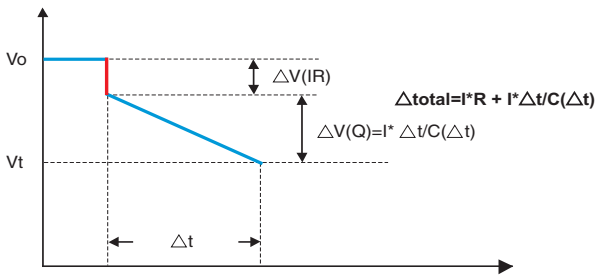 Vo
△V(IR)
△total=I*R + I*△t/C(△t)
△V(Q)=I* △t/C(△t)
Vt
△t